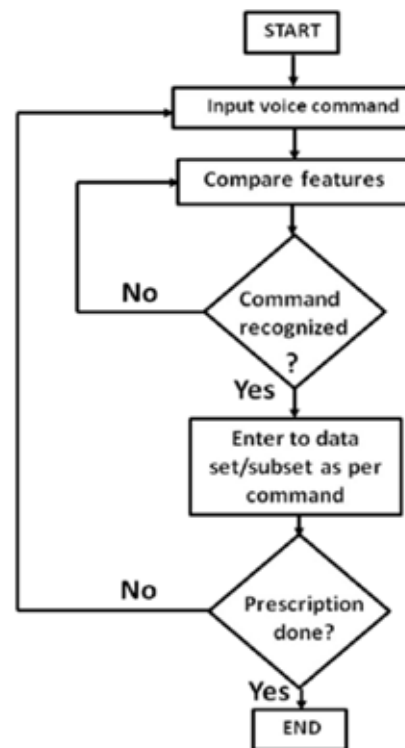 START
Input voice command
Compare features
No
Command
recognized
?
Yes
Enter to data
set/subset as per
command
No
Prescription
done?
Yes
END